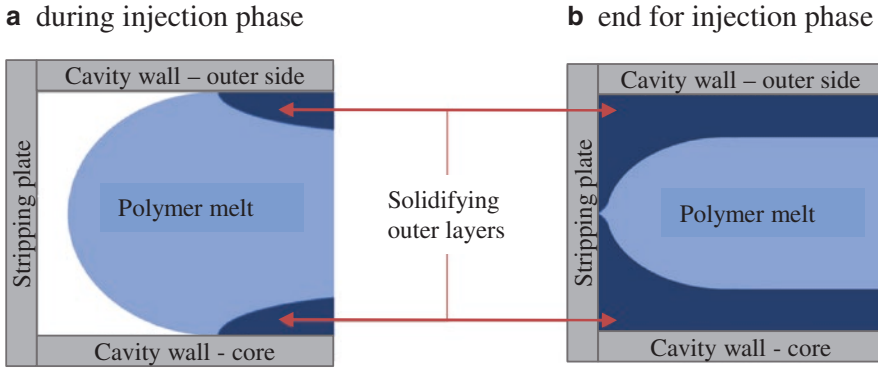 a during injection phase
Cavity wall – outer side
Stripping plate
Polymer melt
Cavity wall - core
Solidifying
outer layers
b end for injection phase
Cavity wall – outer side
Stripping plate
Polymer melt
Cavity wall - core